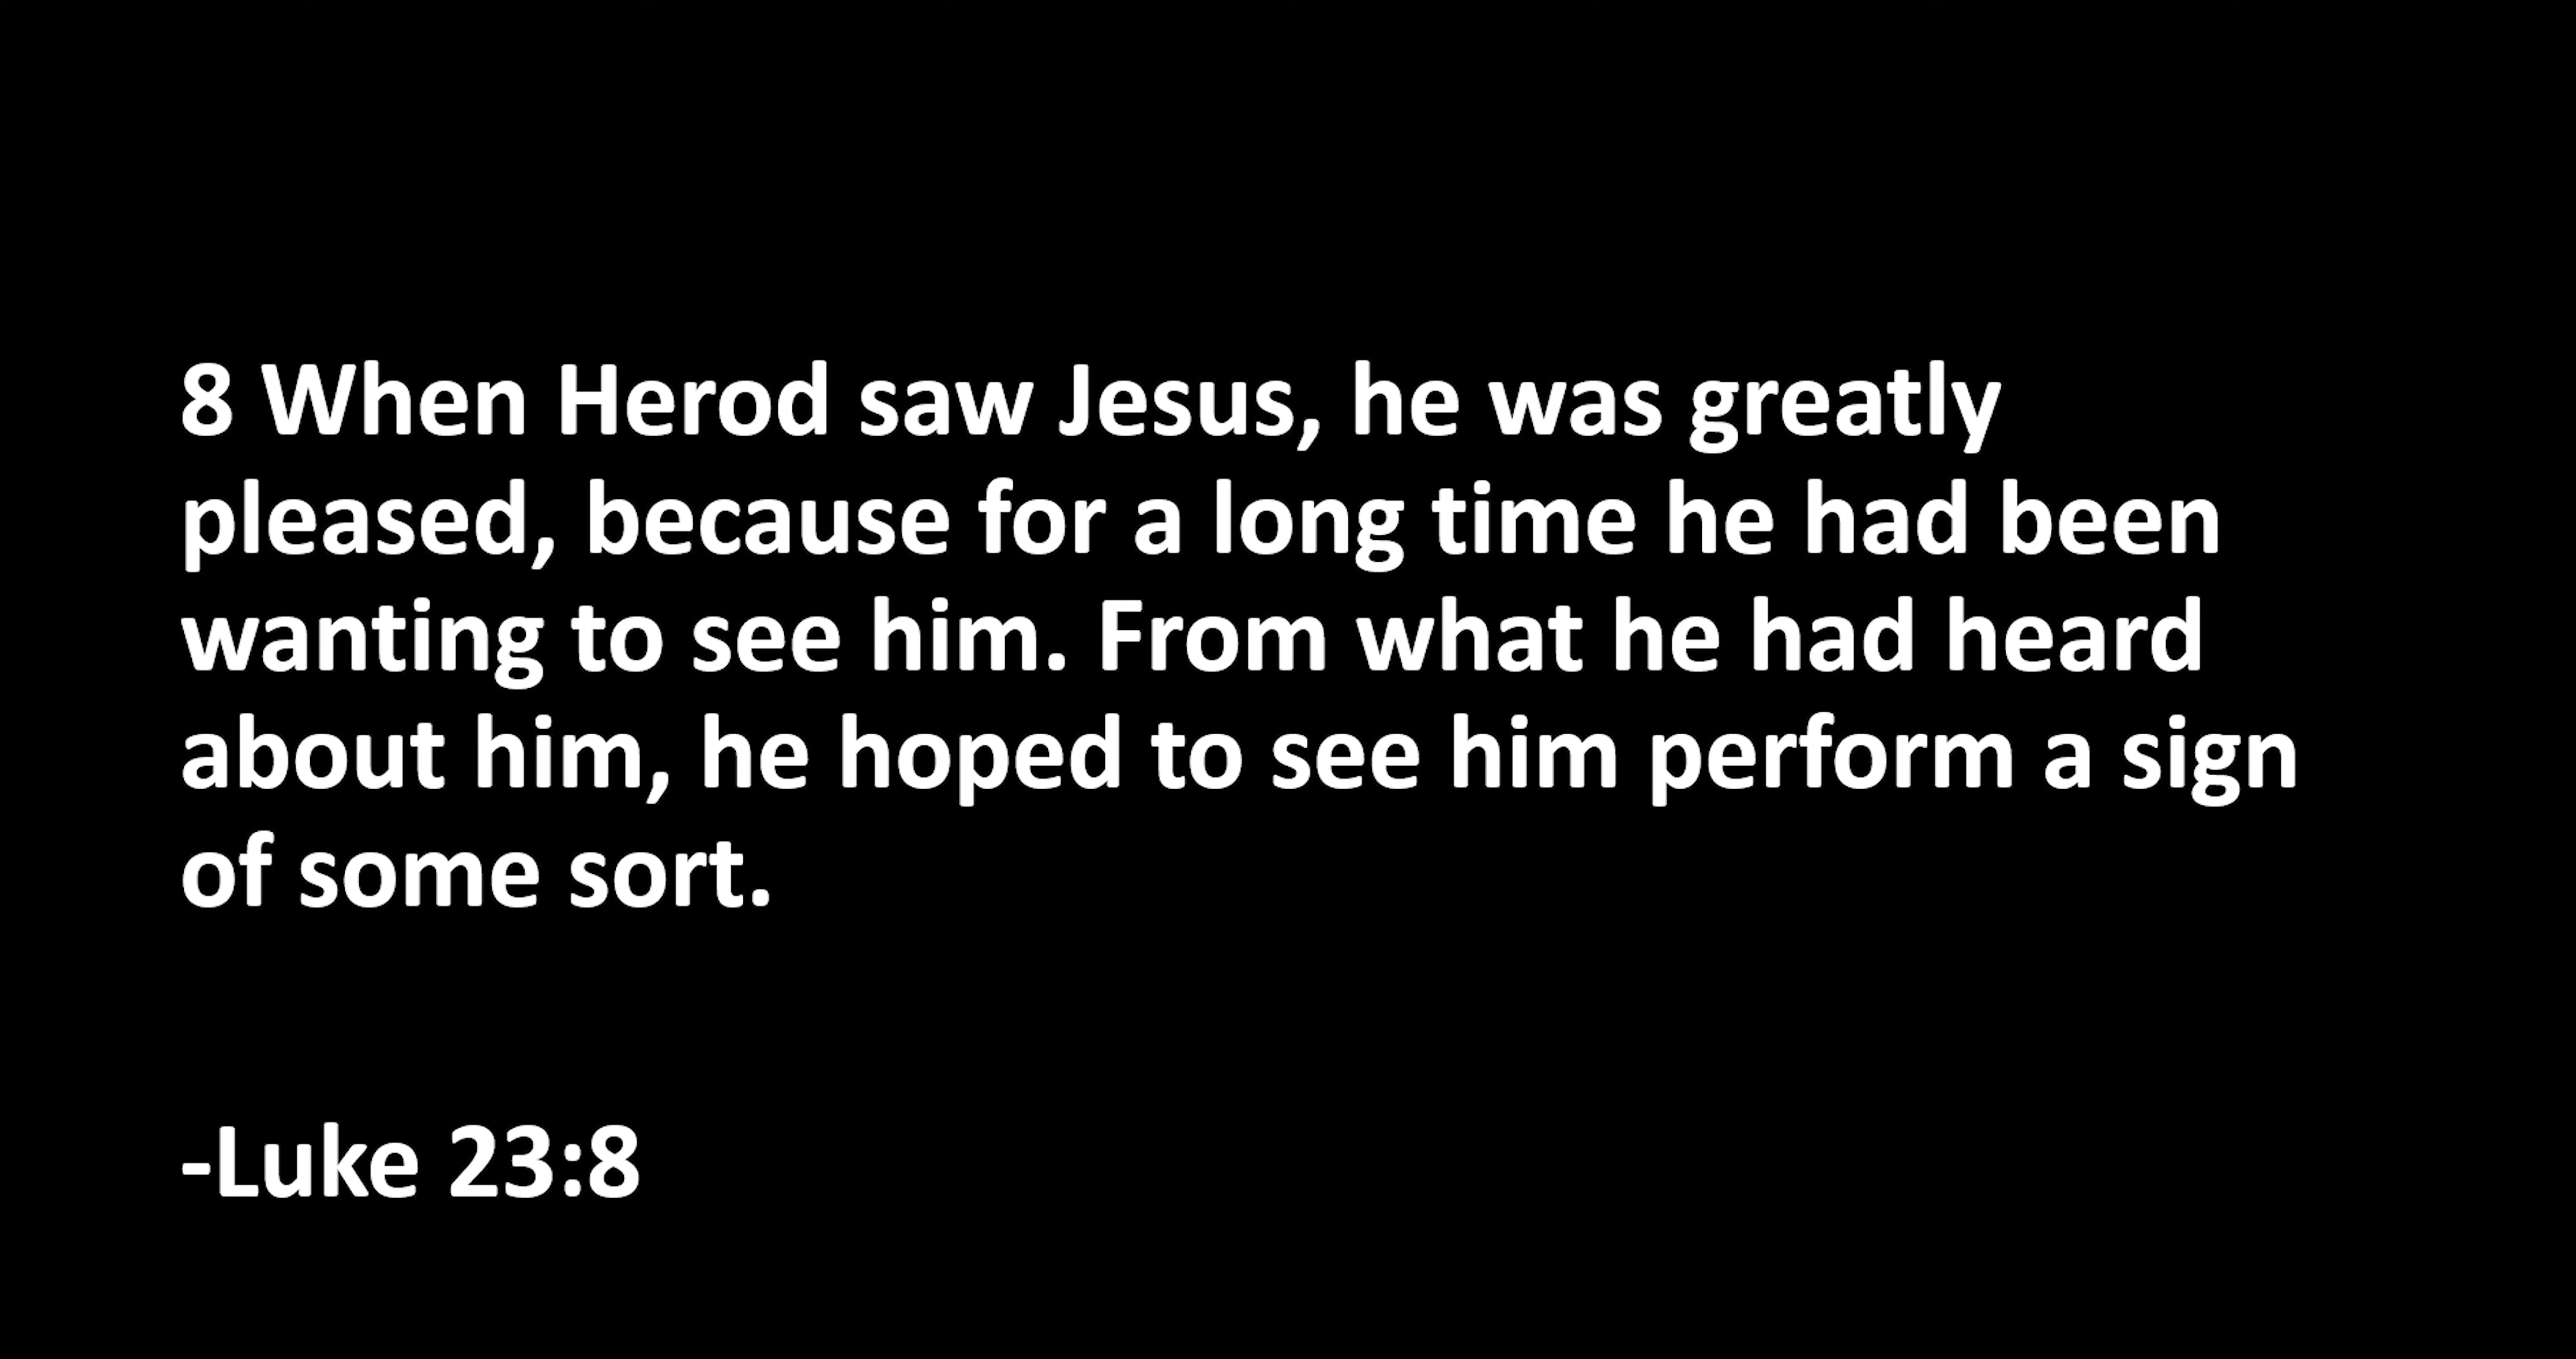 8 When Herod saw Jesus, he was greatly
pleased, because for a long time he had been
wanting to see him. From what he had heard
about him, he hoped to see him perform a sign
of some sort.
-Luke 23:8